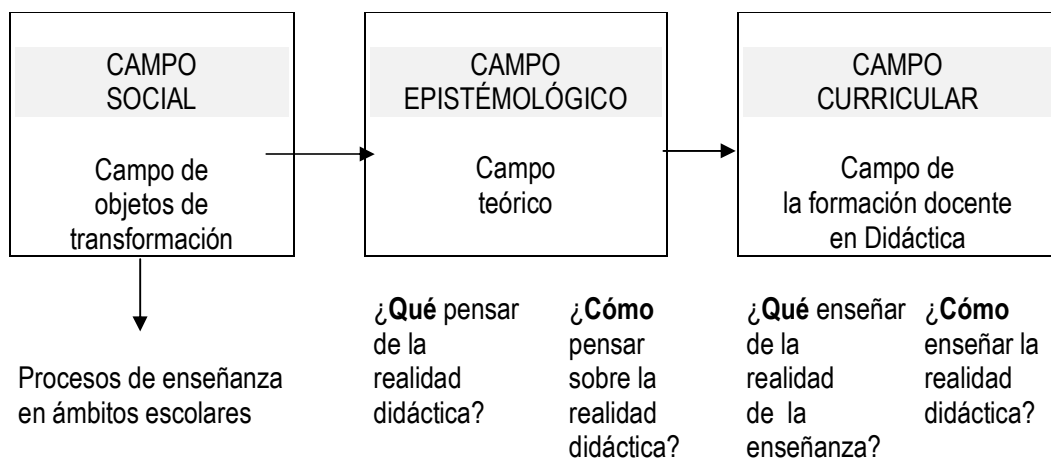 CAMPO
SOCIAL
Campo de
objetos de
transformación
Procesos de enseñanza
en ámbitos escolares
CAMPO
EPISTÉMOLÓGICO
Campo
teórico
¿Qué pensar
de la
realidad
didáctica?
¿Cómo
pensar
sobre la
realidad
didáctica?
CAMPO
CURRICULAR
Campo de
la formación docente
en Didáctica
¿Qué enseñar
de la
realidad
de la
enseñanza?
¿Cómo
enseñar la
realidad
didáctica?